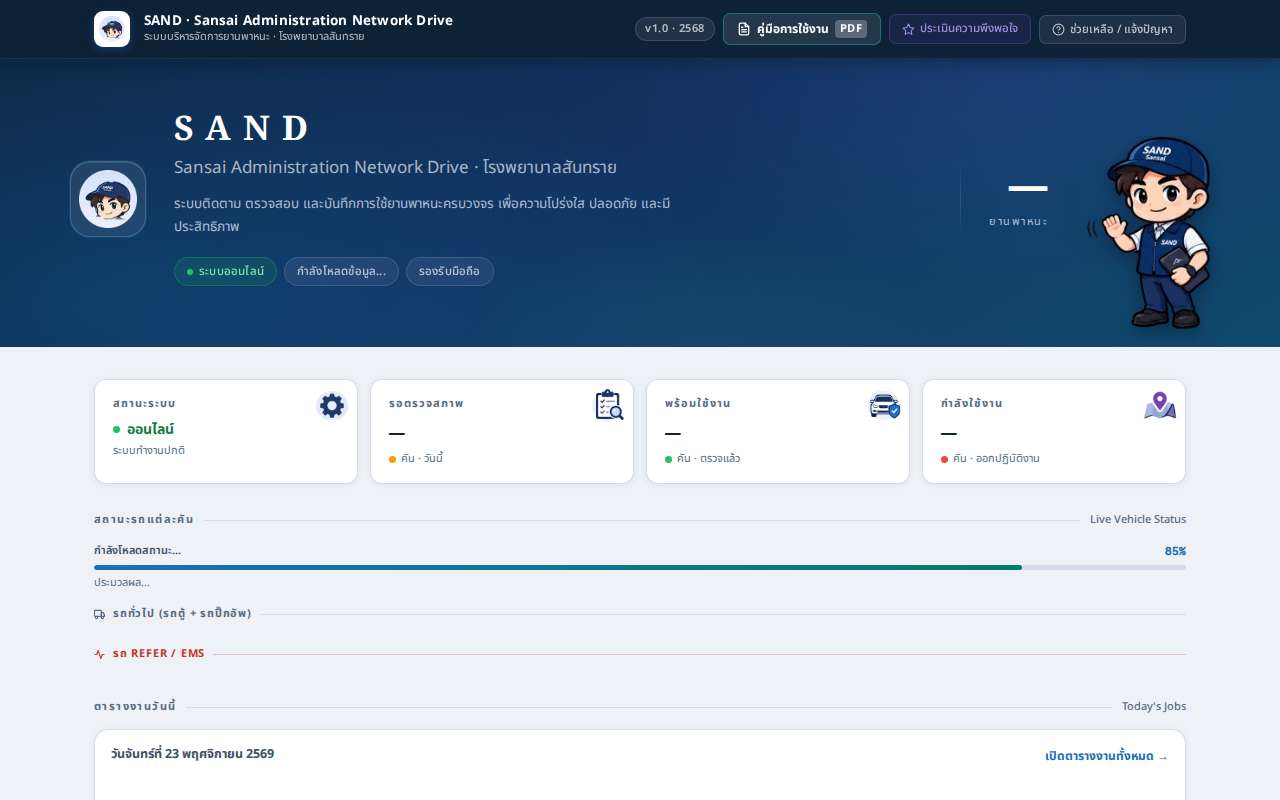 SAND · Sansai Administration Network Drive
ระบบบริหารจัดการยานพาหนะ · โรงพยาบาลสันทราย
v1.0 · 2568
คู่มือการใช้งาน PDF
ประเมินความพึงพอใจ
ช่วยเหลือ / แจ้งปัญหา
SAND
Sansai Administration Network Drive · โรงพยาบาลสันทราย
ระบบติดตาม ตรวจสอบ และบันทึกการใช้ยานพาหนะครบวงจร เพื่อความโปร่งใส ปลอดภัย และมี
ประสิทธิภาพ
ระบบออนไลน์
กำลังโหลดข้อมูล...
รองรับมือถือ
—
ยานพาหนะ
SAND
Sansai
SAND
สถานะระบบ
ออนไลน์
ระบบทำงานปกติ
รอตรวจสภาพ
—
คัน · วันนี้
พร้อมใช้งาน
—
คัน · ตรวจแล้ว
กำลังใช้งาน
—
คัน · ออกปฏิบัติงาน
สถานะรถแต่ละคัน
Live Vehicle Status
กำลังโหลดสถานะ...
85%
ประมวลผล...
รถทั่วไป (รถตู้ + รถปิ๊กอัพ)
รถ REFER / EMS
ตารางงานวันนี้
Today's Jobs
วันจันทร์ที่ 23 พฤศจิกายน 2569
เปิดตารางงานทั้งหมด →